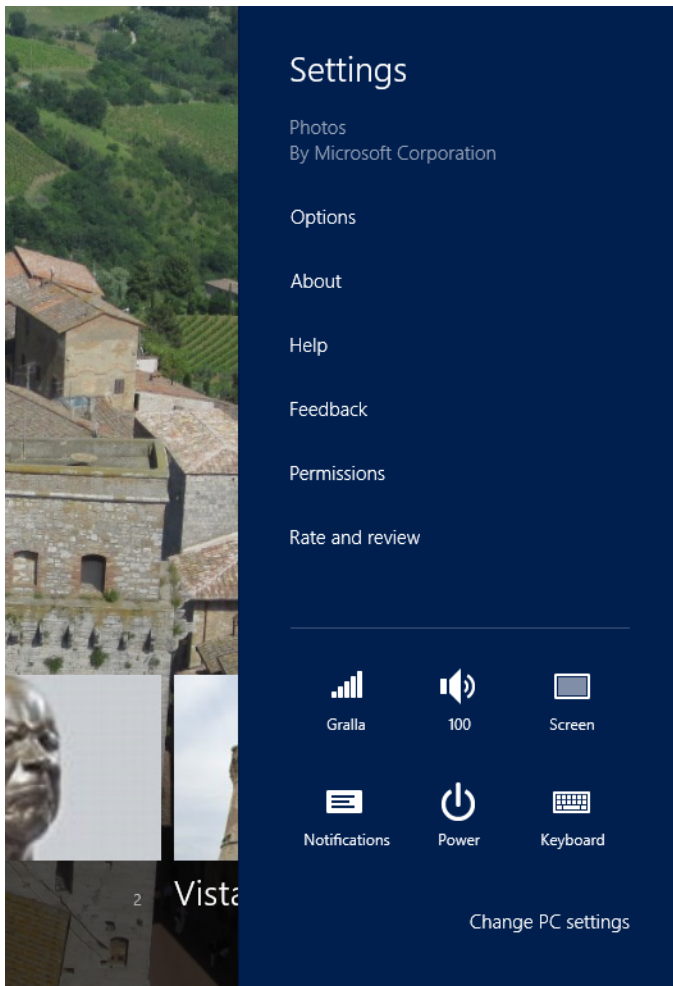 Settings
Photos
By Microsoft Corporation
Options
About
Help
Feedback
Permissions
Rate and review
Gralla
100
Screen
Notifications
Power
Keyboard
2
Vista
Change PC settings